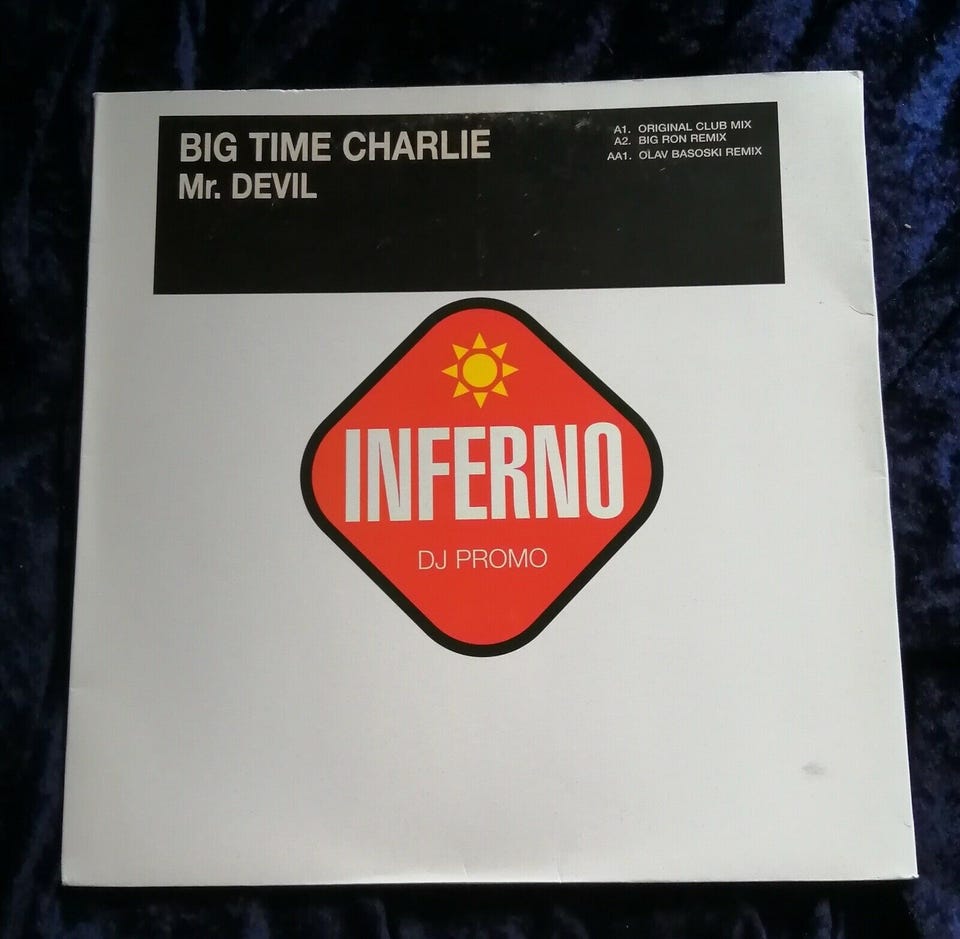 BIG TIME CHARLIE
Mr. DEVIL
A1. ORIGINAL CLUB MIX
A2. BIG RON REMIX
AA1. OLAV BASOSKI REMIX
INFERNO
DJ PROMO